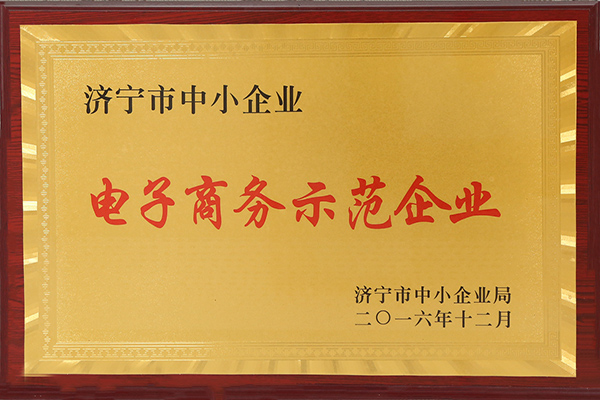 济宁市中小企业
电子商务示范企业
济宁市中小企业局
二〇一六年十二月